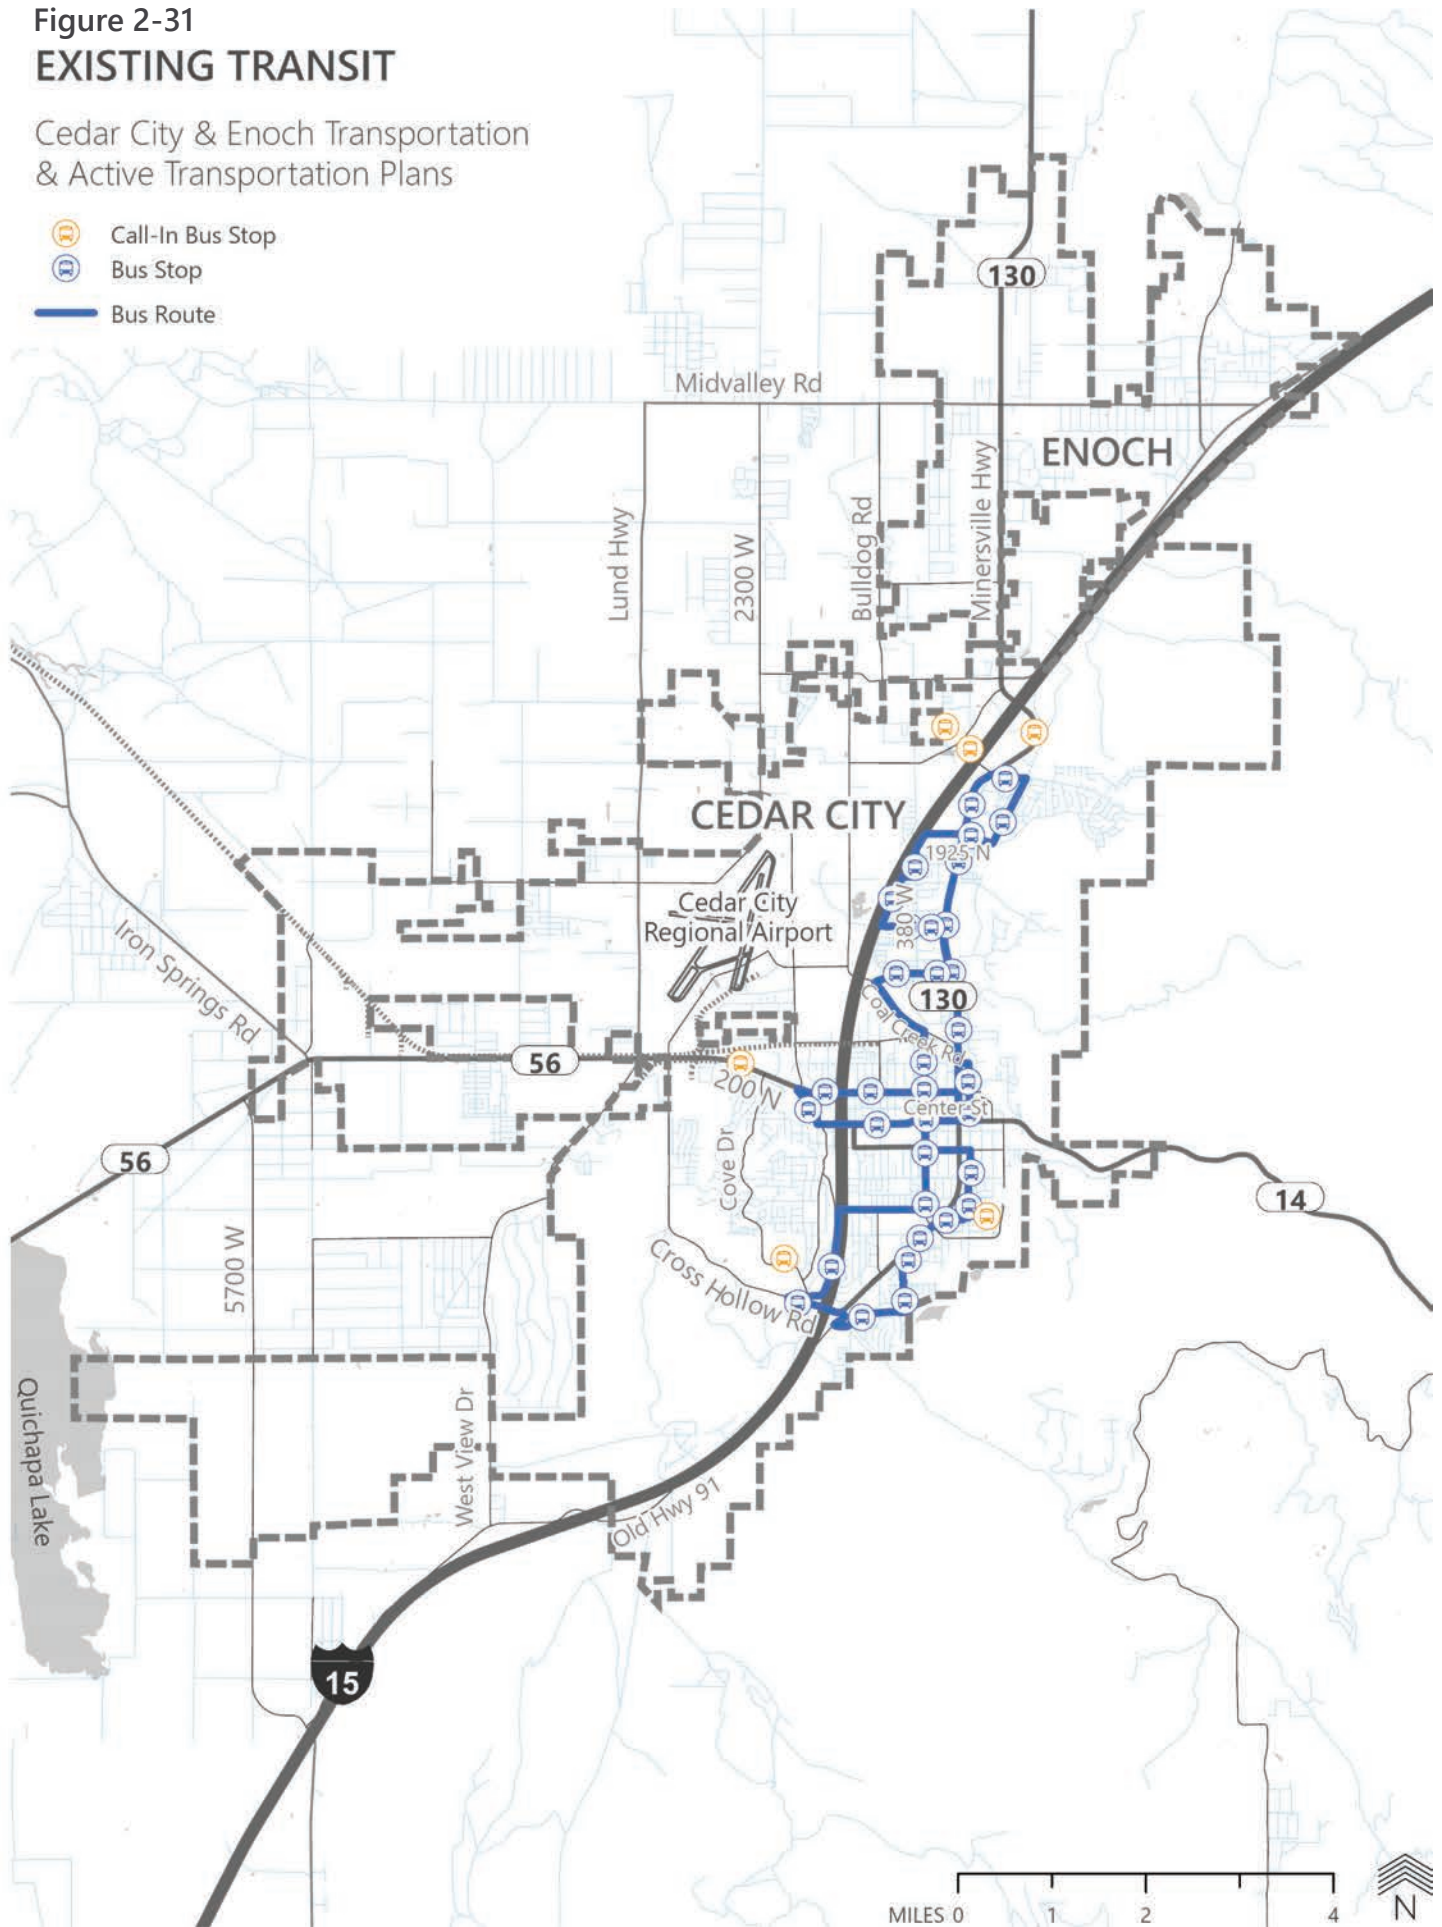 Figure 2-31
EXISTING TRANSIT
Cedar City & Enoch Transportation
& Active Transportation Plans
Call-In Bus Stop
Bus Stop
Bus Route
130
Midvalley Rd
ENOCH
Lund Hwy
2300 W
Bulldog Rd
Minersville Hwy
CEDAR CITY
1925 N
Cedar City
Regional Airport
380 W
Iron Springs Rd
130
Coal Creek Rd
56
200 N
Center St
56
Cove Dr
14
5700 W
Cross Hollow Rd
Quichapa Lake
West View Dr
Old Hwy 91
15
MILES 0 1 2 4
N